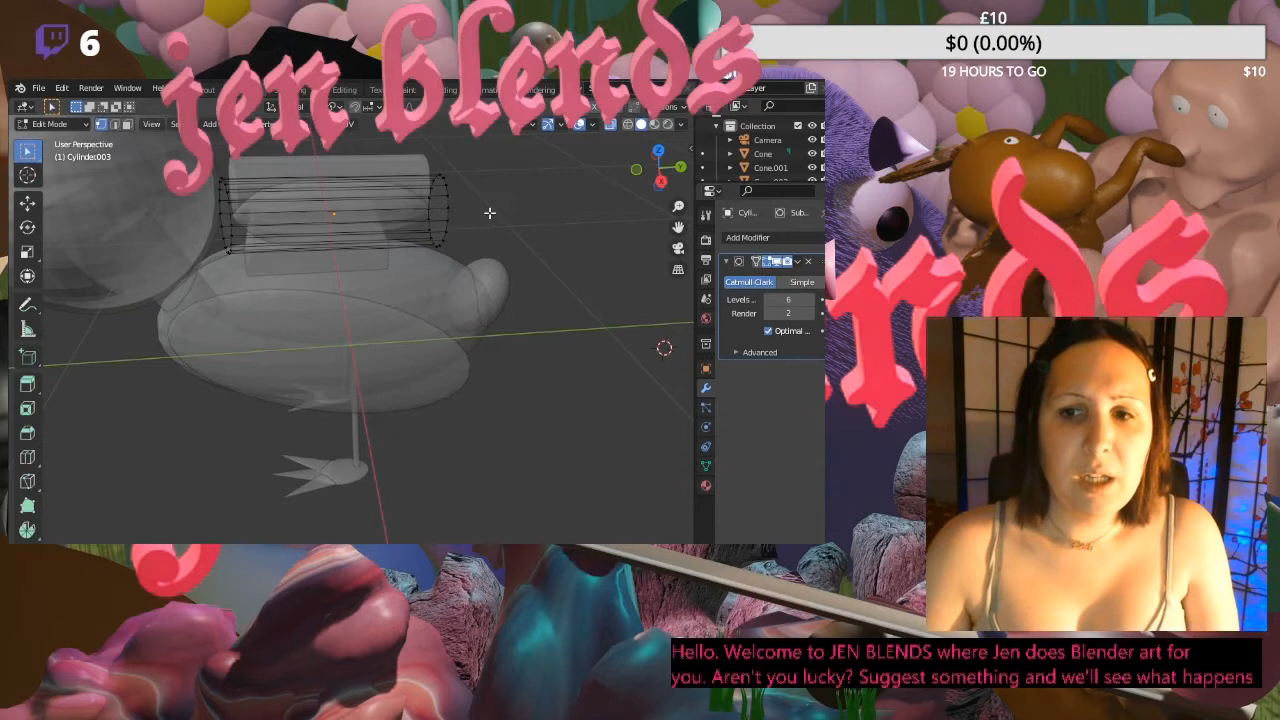 6
jen blends
£10
$0 (0.00%)
19 HOURS TO GO
$10
File Edit Render Window
Edit Mode
View
Add
User Perspective
(1) Cylinder.003
Z
Y
X
Collection
Camera
Cone
Cone.001
Add Modifier
Catmull-Clark
Simple
Levels ...
6
Render
2
Optimal ...
Advanced
Hello. Welcome to JEN BLENDS where Jen does Blender art for
you. Aren't you lucky? Suggest something and we'll see what happens